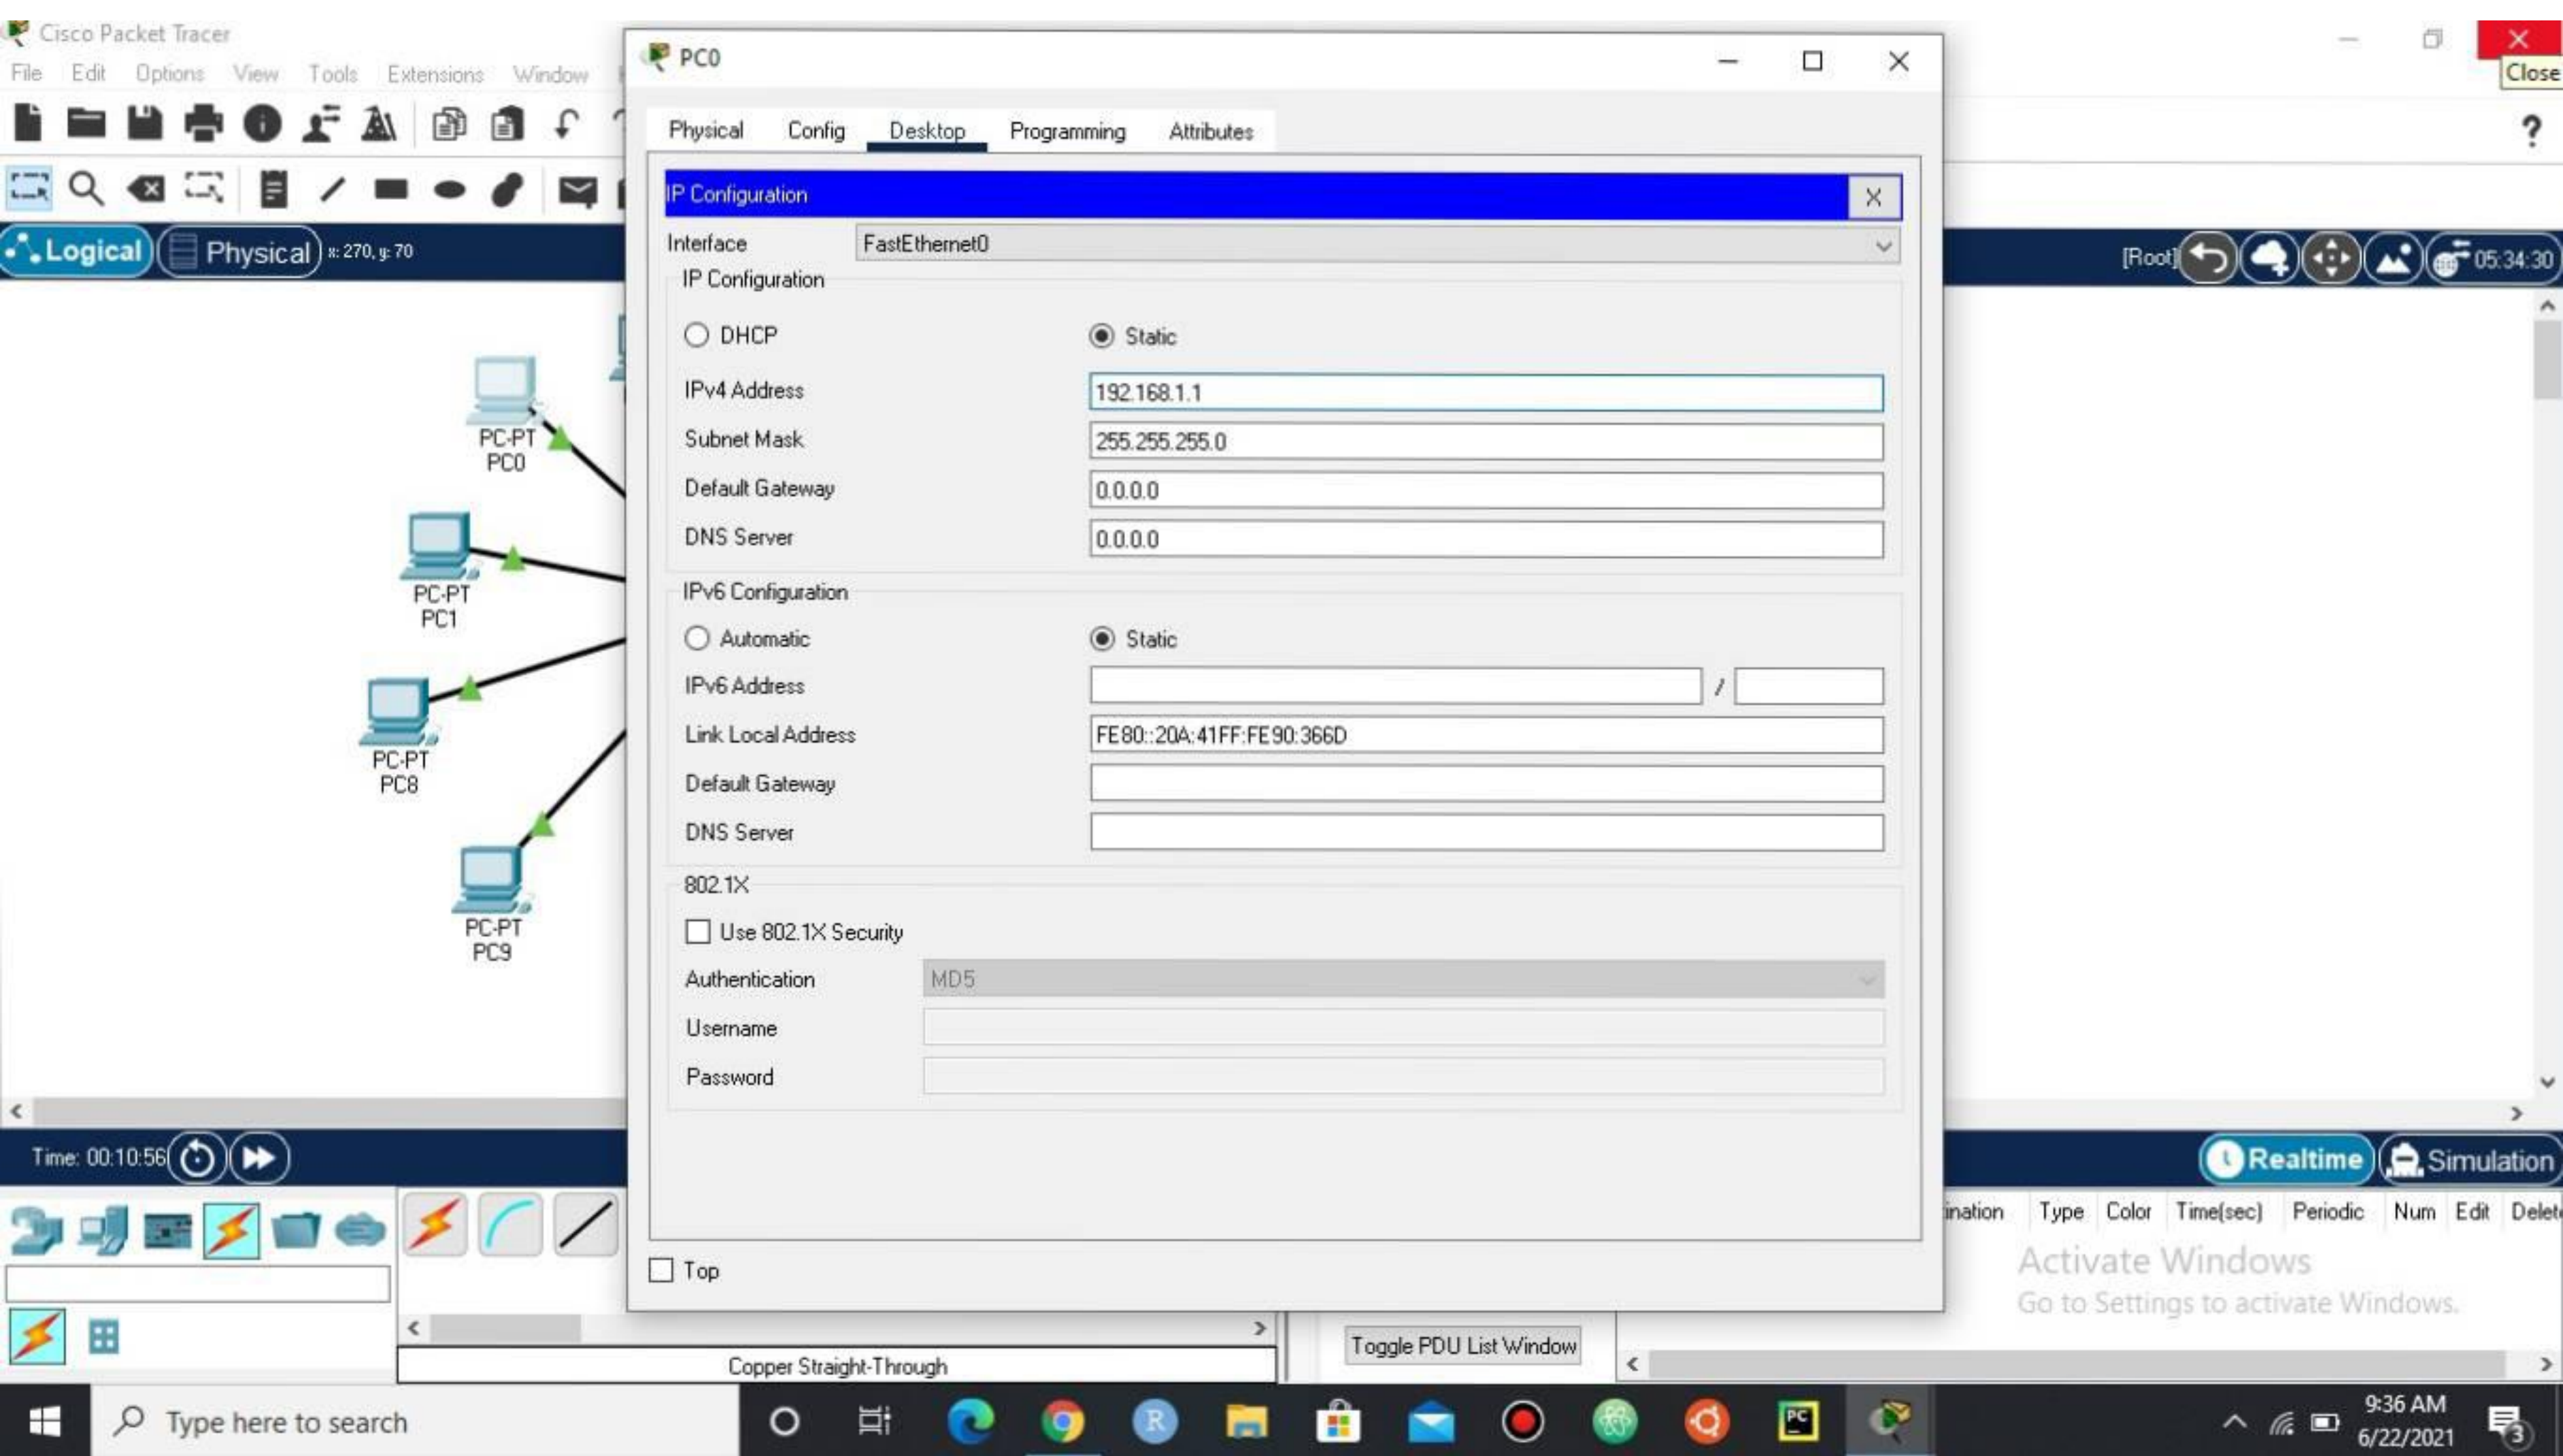 Cisco Packet Tracer
File Edit Options View Tools Extensions Window
Close
?
Logical Physical x: 270, y: 70
[Root] 05:34:30
PC-PT
PC0
PC-PT
PC1
PC-PT
PC8
PC-PT
PC9
PC0
Physical Config Desktop Programming Attributes
IP Configuration X
Interface FastEthernet0
IP Configuration
DHCP Static
IPv4 Address 192.168.1.1
Subnet Mask 255.255.255.0
Default Gateway 0.0.0.0
DNS Server 0.0.0.0
IPv6 Configuration
Automatic Static
IPv6 Address /
Link Local Address FE80::20A:41FF:FE90:366D
Default Gateway
DNS Server
802.1X
Use 802.1X Security
Authentication MD5
Username
Password
Top
Time: 00:10:56
Realtime Simulation
ination Type Color Time(sec) Periodic Num Edit Delet
Activate Windows
Go to Settings to activate Windows.
Toggle PDU List Window
Copper Straight-Through
Type here to search
R
PC
9:36 AM
6/22/2021
3